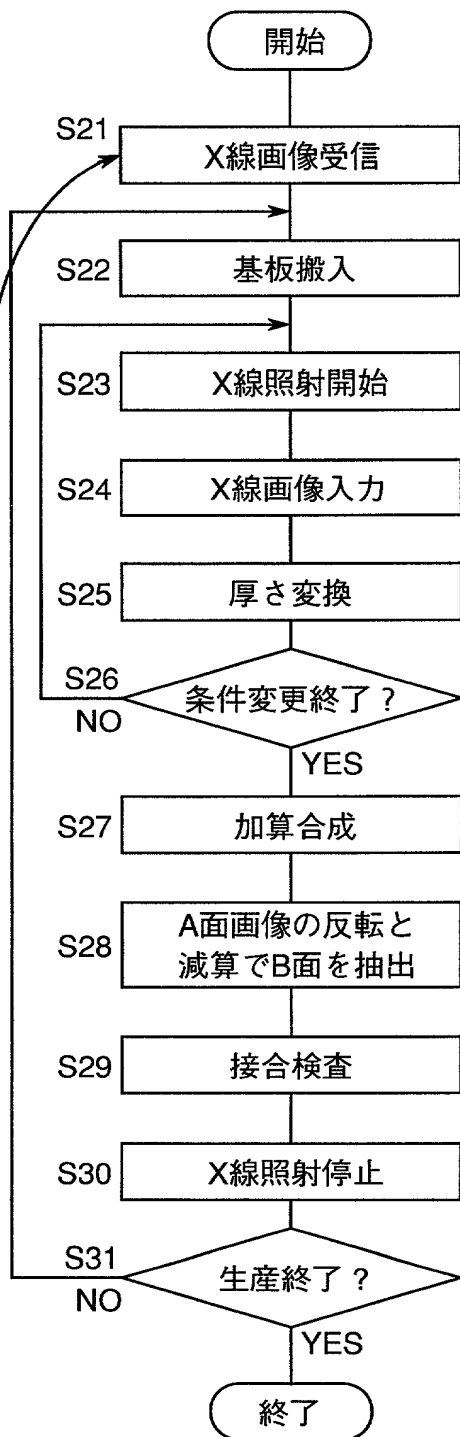 開始
S21
X線画像受信
S22
基板搬入
S23
X線照射開始
S24
X線画像入力
S25
厚さ変換
S26
条件変更終了？
NO
YES
S27
加算合成
S28
A面画像の反転と
減算でB面を抽出
S29
接合検査
S30
X線照射停止
S31
生産終了？
NO
YES
終了